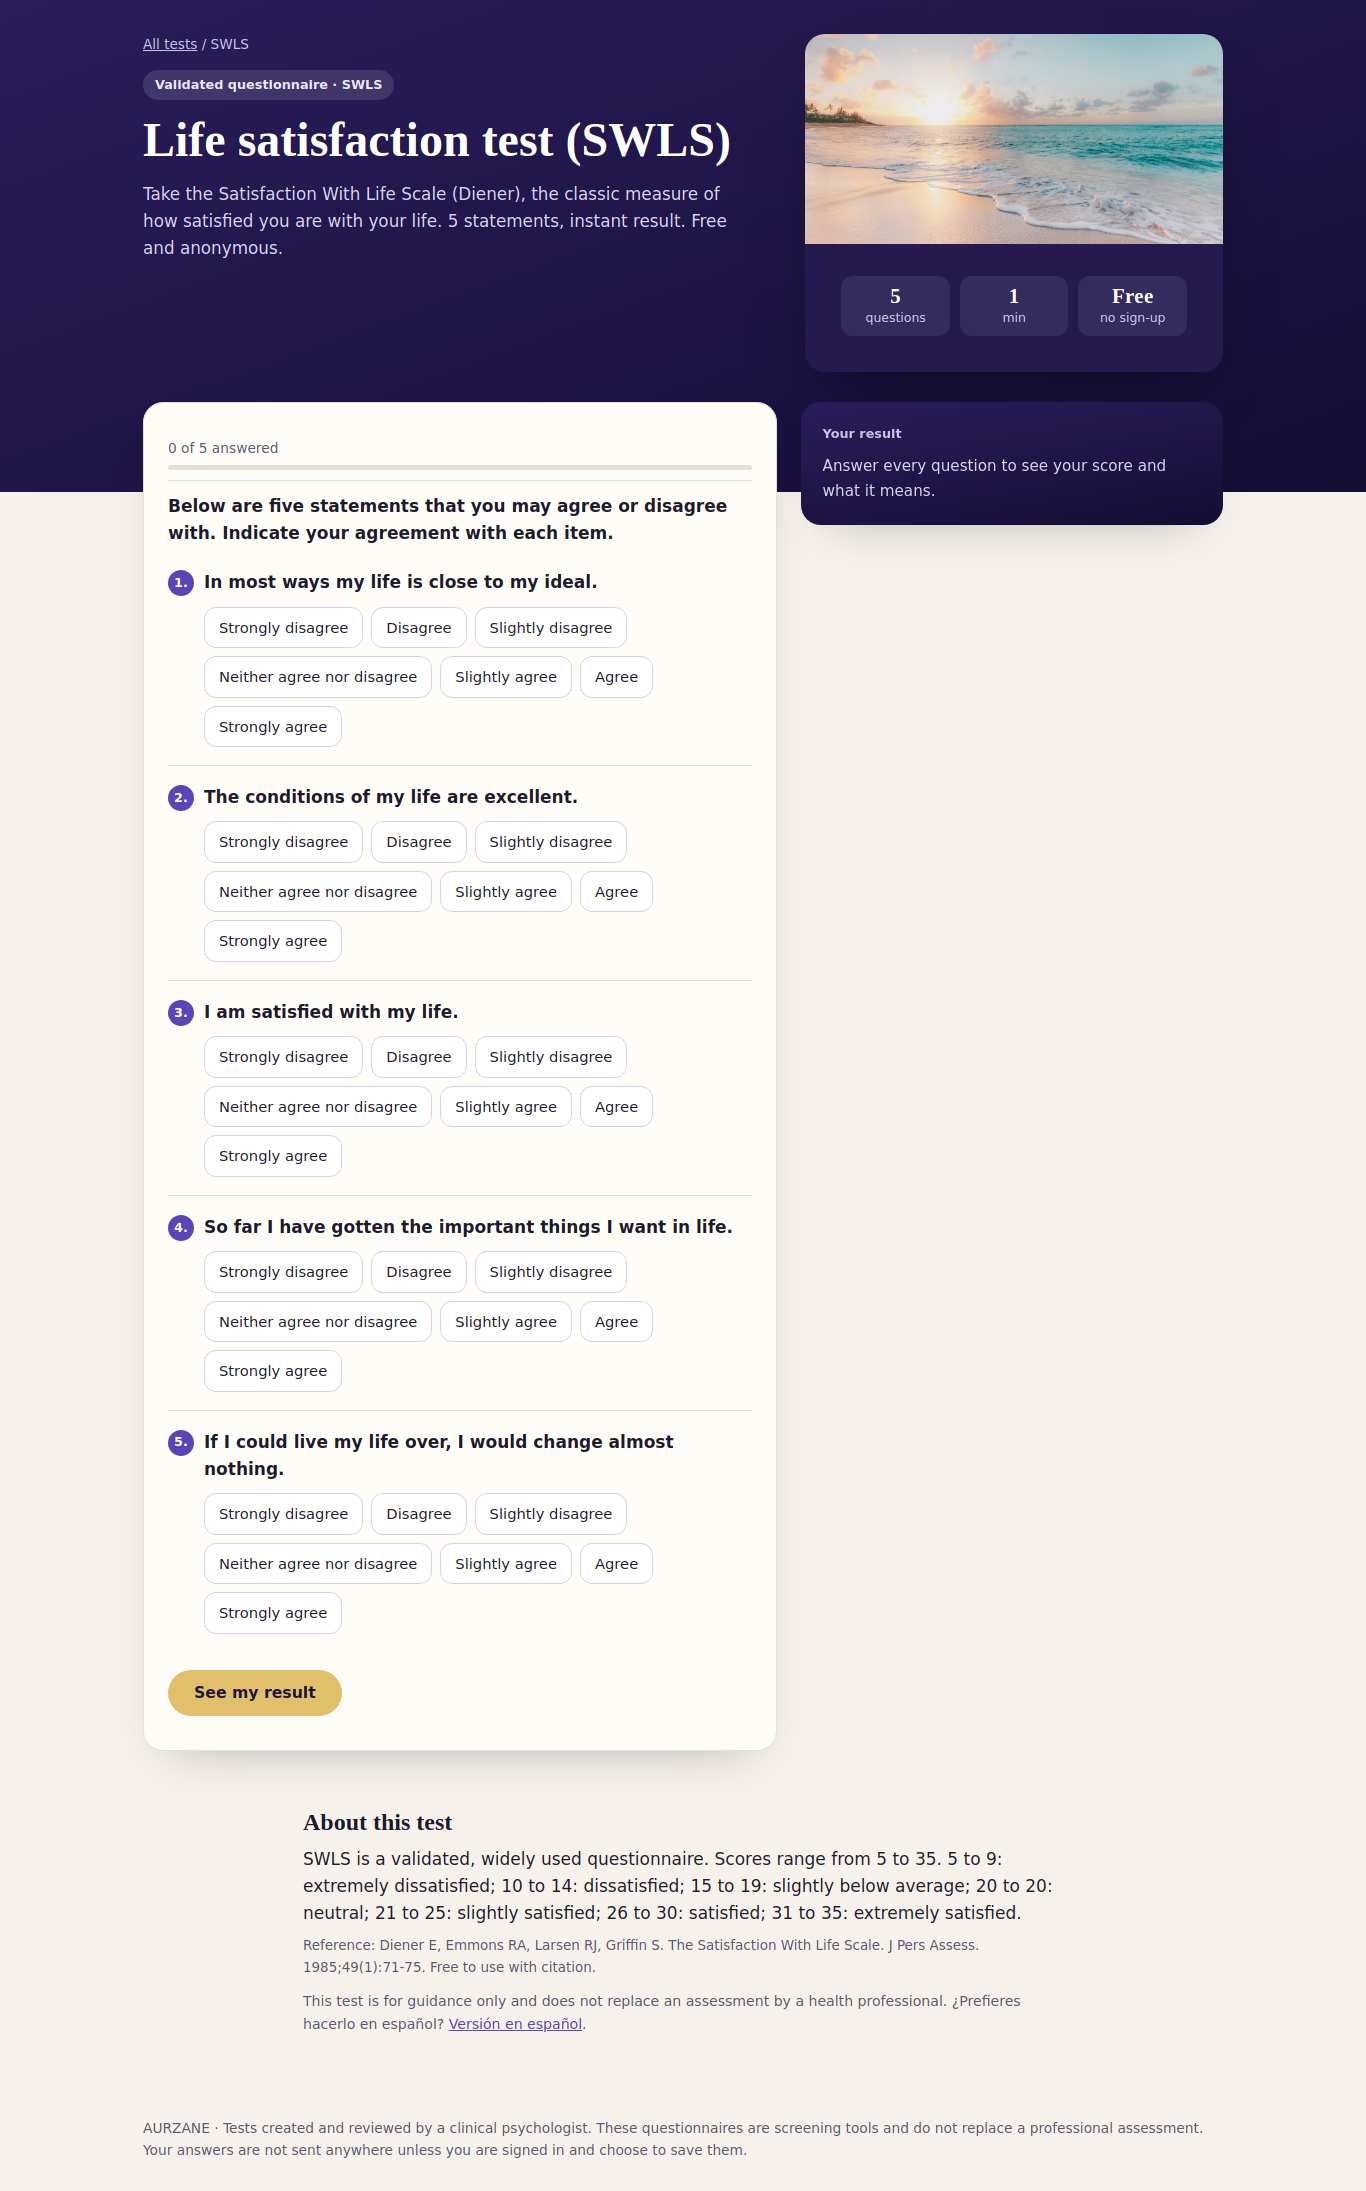 All tests / SWLS
Validated questionnaire · SWLS
Life satisfaction test (SWLS)
Take the Satisfaction With Life Scale (Diener), the classic measure of
how satisfied you are with your life. 5 statements, instant result. Free
and anonymous.
5
questions
1
min
Free
no sign-up
0 of 5 answered
Below are five statements that you may agree or disagree
with. Indicate your agreement with each item.
1. In most ways my life is close to my ideal.
Strongly disagree Disagree Slightly disagree
Neither agree nor disagree Slightly agree Agree
Strongly agree
2. The conditions of my life are excellent.
Strongly disagree Disagree Slightly disagree
Neither agree nor disagree Slightly agree Agree
Strongly agree
3. I am satisfied with my life.
Strongly disagree Disagree Slightly disagree
Neither agree nor disagree Slightly agree Agree
Strongly agree
4. So far I have gotten the important things I want in life.
Strongly disagree Disagree Slightly disagree
Neither agree nor disagree Slightly agree Agree
Strongly agree
5. If I could live my life over, I would change almost
nothing.
Strongly disagree Disagree Slightly disagree
Neither agree nor disagree Slightly agree Agree
Strongly agree
See my result
Your result
Answer every question to see your score and
what it means.
About this test
SWLS is a validated, widely used questionnaire. Scores range from 5 to 35. 5 to 9:
extremely dissatisfied; 10 to 14: dissatisfied; 15 to 19: slightly below average; 20 to 20:
neutral; 21 to 25: slightly satisfied; 26 to 30: satisfied; 31 to 35: extremely satisfied.
Reference: Diener E, Emmons RA, Larsen RJ, Griffin S. The Satisfaction With Life Scale. J Pers Assess.
1985;49(1):71-75. Free to use with citation.
This test is for guidance only and does not replace an assessment by a health professional. ¿Prefieres
hacerlo en español? Versión en español.
AURZANE · Tests created and reviewed by a clinical psychologist. These questionnaires are screening tools and do not replace a professional assessment.
Your answers are not sent anywhere unless you are signed in and choose to save them.